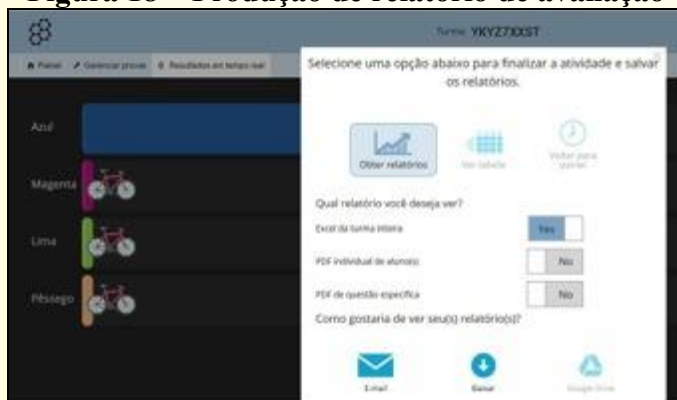 Figura 18 – Produção de relatório de avaliação
Turma: YKYZ7XXST
Painel Gerenciar provas Resultados em tempo real
Selecione uma opção abaixo para finalizar a atividade e salvar
os relatórios.
Azul
Magenta
Lima
Pêssego
Obter relatórios
Ver tabela
Voltar para
painel
Qual relatório você deseja ver?
Excel da turma inteira
Yes
PDF individual de aluno(s)
No
PDF de questão específica
No
Como gostaria de ver seu(s) relatório(s)?
E-mail
Baixar
Google Drive